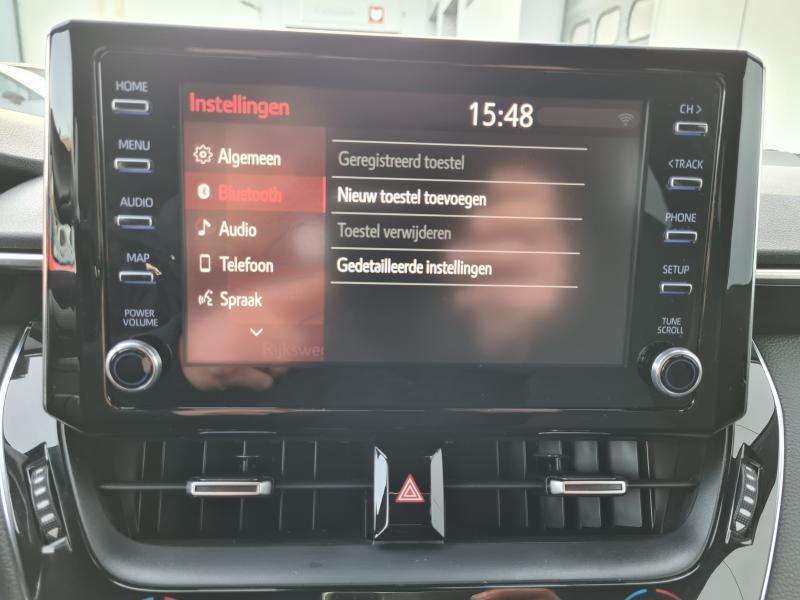 HOME
MENU
AUDIO
MAP
POWER
VOLUME
Instellingen
15:48
Algemeen
Bluetooth
Audio
Telefoon
Spraak
Geregistreerd toestel
Nieuw toestel toevoegen
Toestel verwijderen
Gedetailleerde instellingen
Rijksweg
CH >
< TRACK
PHONE
SETUP
TUNE
SCROLL